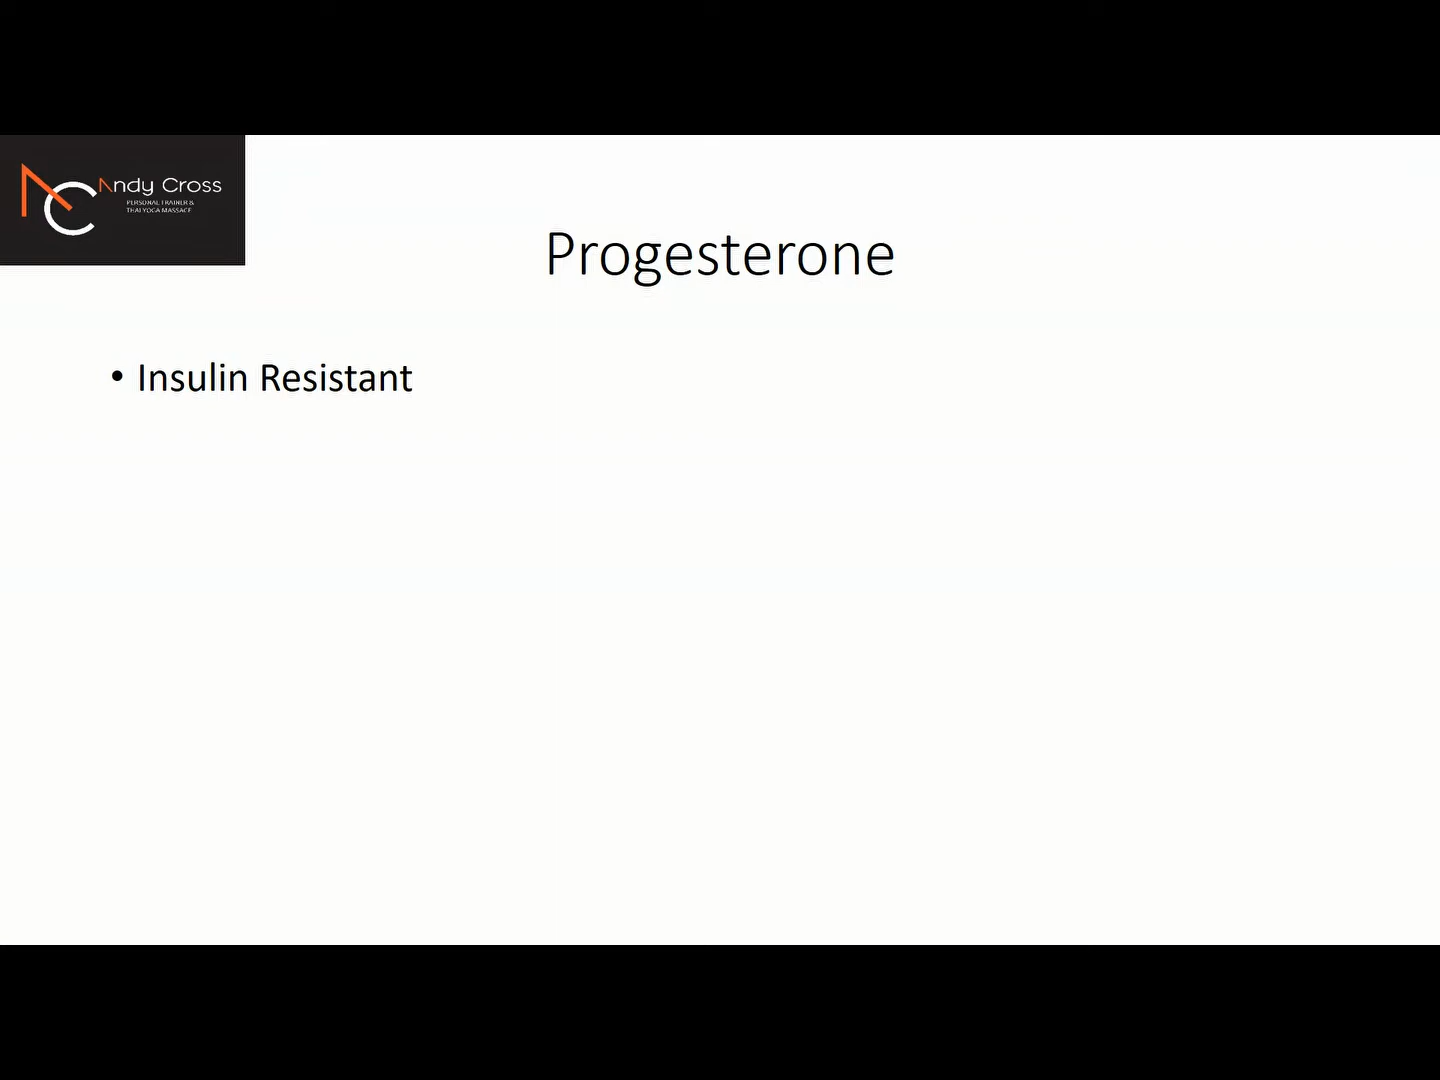 Andy Cross
PERSONAL TRAINER &
THAI YOGA MASSAGE
Progesterone
• Insulin Resistant